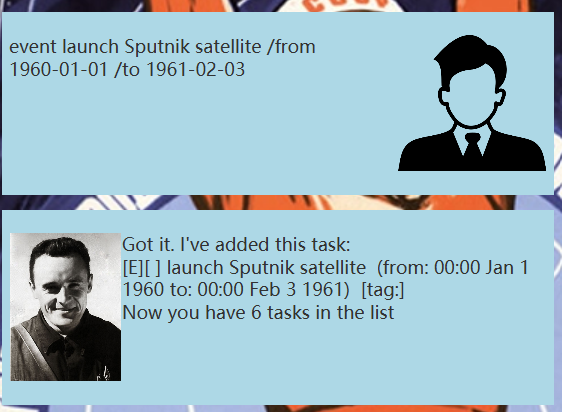 event launch Sputnik satellite /from
1960-01-01 /to 1961-02-03
Got it. I've added this task:
[E][ ] launch Sputnik satellite  (from: 00:00 Jan 1
1960 to: 00:00 Feb 3 1961)  [tag:]
Now you have 6 tasks in the list